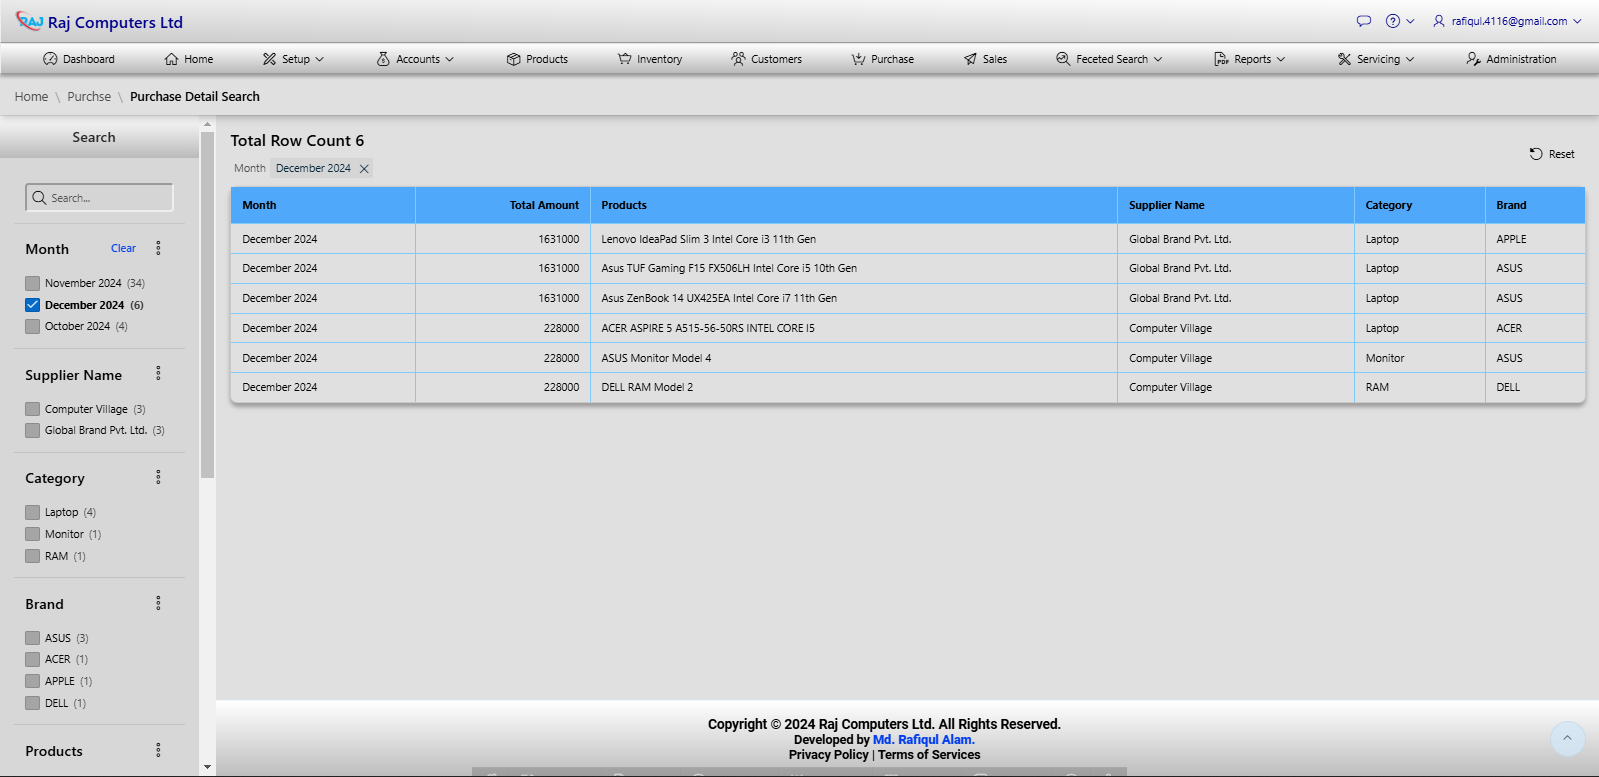 RAJ Raj Computers Ltd
rafiqul.4116@gmail.com
Dashboard Home Setup Accounts Products Inventory Customers Purchase Sales Feceted Search Reports Servicing Administration
Home \ Purchse \ Purchase Detail Search
Search
Search...
Month Clear
November 2024 (34)
December 2024 (6)
October 2024 (4)
Supplier Name
Computer Village (3)
Global Brand Pvt. Ltd. (3)
Category
Laptop (4)
Monitor (1)
RAM (1)
Brand
ASUS (3)
ACER (1)
APPLE (1)
DELL (1)
Products
Total Row Count 6
Reset
Month December 2024
Month Total Amount Products Supplier Name Category Brand
December 2024 1631000 Lenovo IdeaPad Slim 3 Intel Core i3 11th Gen Global Brand Pvt. Ltd. Laptop APPLE
December 2024 1631000 Asus TUF Gaming F15 FX506LH Intel Core i5 10th Gen Global Brand Pvt. Ltd. Laptop ASUS
December 2024 1631000 Asus ZenBook 14 UX425EA Intel Core i7 11th Gen Global Brand Pvt. Ltd. Laptop ASUS
December 2024 228000 ACER ASPIRE 5 A515-56-50RS INTEL CORE I5 Computer Village Laptop ACER
December 2024 228000 ASUS Monitor Model 4 Computer Village Monitor ASUS
December 2024 228000 DELL RAM Model 2 Computer Village RAM DELL
Copyright © 2024 Raj Computers Ltd. All Rights Reserved.
Developed by Md. Rafiqul Alam.
Privacy Policy | Terms of Services